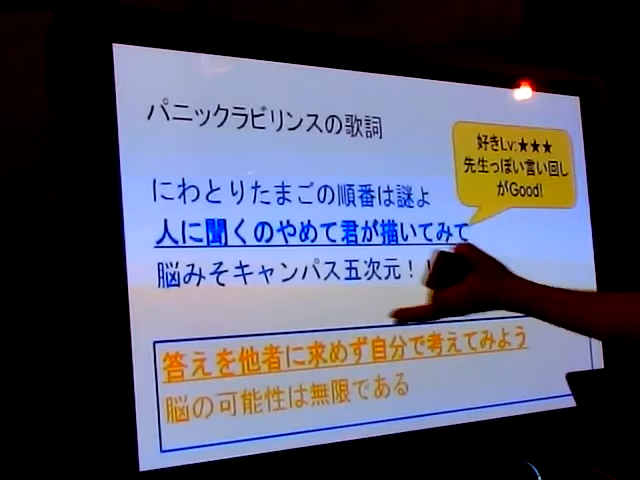 パニックラビリンスの歌詞
好きLv:★★★
先生っぽい言い回し
がGood!
にわとりたまごの順番は謎よ
人に聞くのやめて君が描いてみて
脳みそキャンパス五次元!!
答えを他者に求めず自分で考えてみよう
脳の可能性は無限である